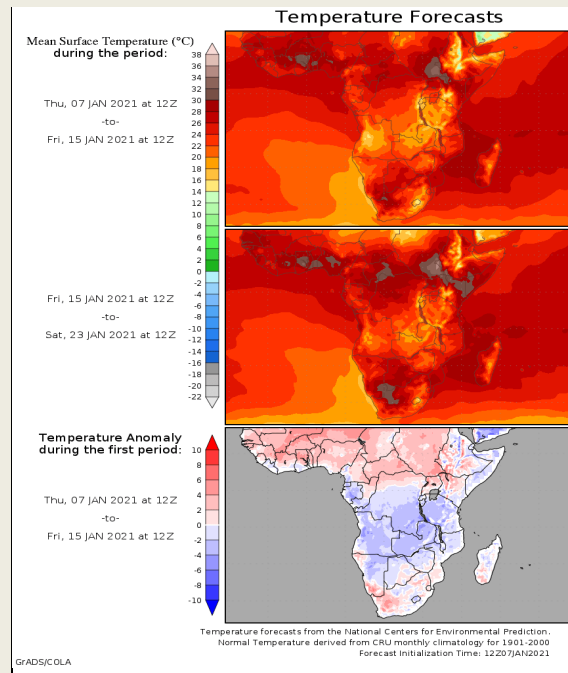 Temperature Forecasts
Mean Surface Temperature (°C)
during the period:
38
36
34
32
30
28
26
24
22
20
18
16
14
12
10
8
6
4
2
0
-2
-4
-6
-8
-10
-12
-14
-16
-18
-20
-22
Thu, 07 JAN 2021 at 12Z
-to-
Fri, 15 JAN 2021 at 12Z
Fri, 15 JAN 2021 at 12Z
-to-
Sat, 23 JAN 2021 at 12Z
Temperature Anomaly
during the first period:
10
8
6
4
2
-2
-4
-6
-8
-10
Thu, 07 JAN 2021 at 12Z
-to-
Fri, 15 JAN 2021 at 12Z
Temperature forecasts from the National Centers for Environmental Prediction.
Normal Temperature derived from CRU monthly climatology for 1901-2000
Forecast Initialization Time: 12Z07JAN2021
GrADS/COLA